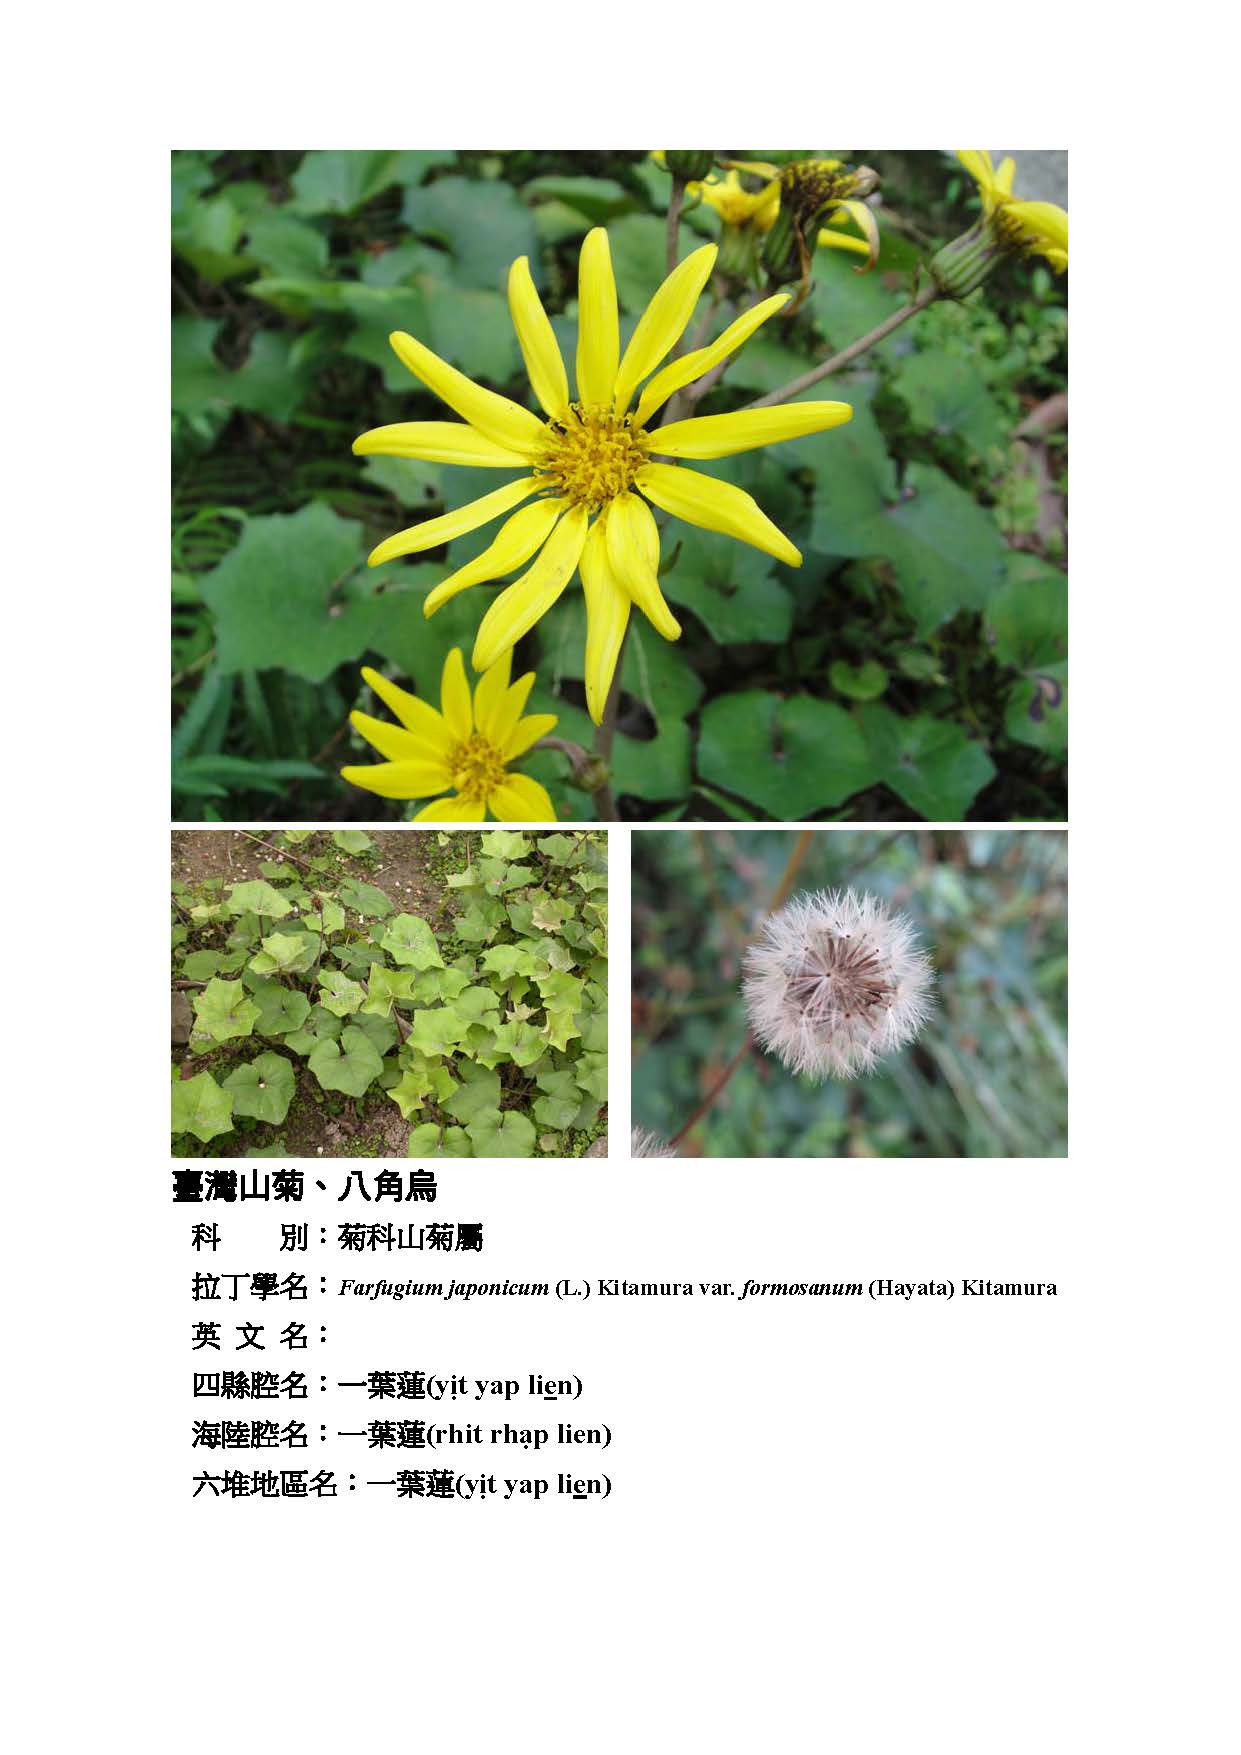 臺灣山菊、八角烏
科　　別：菊科山菊屬
拉丁學名：Farfugium japonicum (L.) Kitamura var. formosanum (Hayata) Kitamura
英 文 名：
四縣腔名：一葉蓮(yịt yap lien)
海陸腔名：一葉蓮(rhit rhạp lien)
六堆地區名：一葉蓮(yịt yap lien)